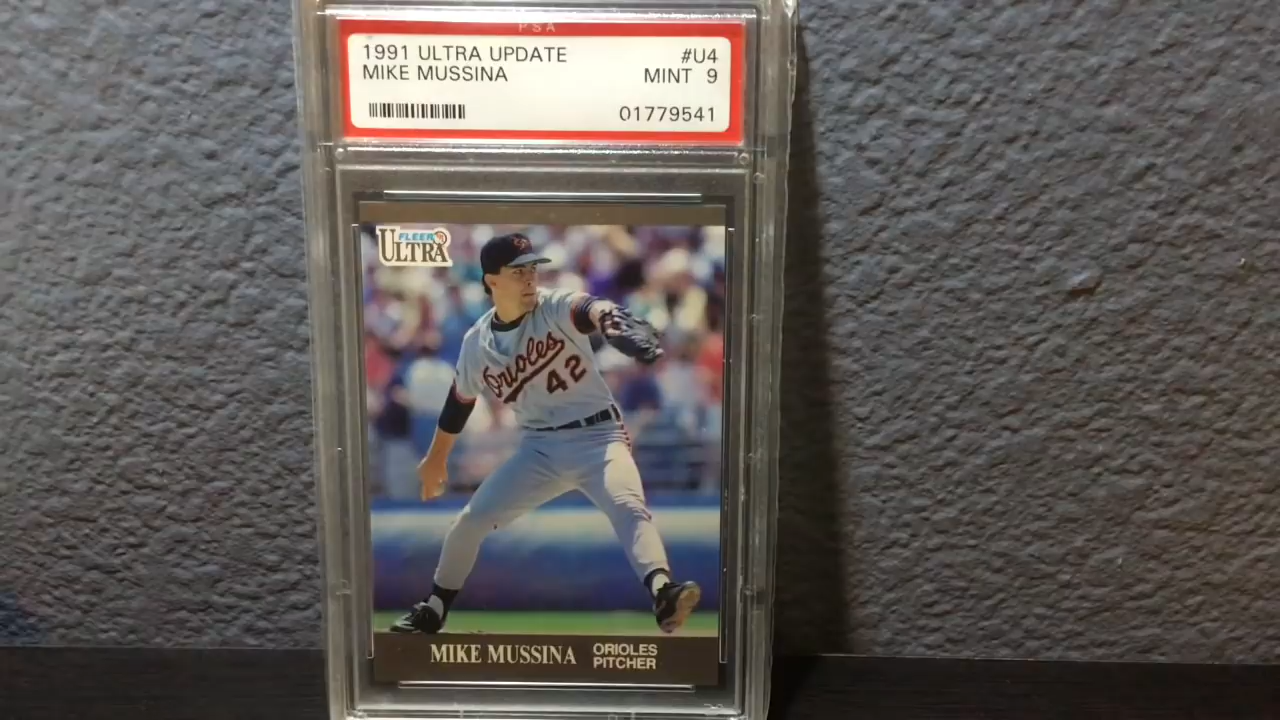 PSA
1991 ULTRA UPDATE #U4
MIKE MUSSINA MINT 9
01779541
FLEER
ULTRA
Orioles
42
MIKE MUSSINA
ORIOLES
PITCHER